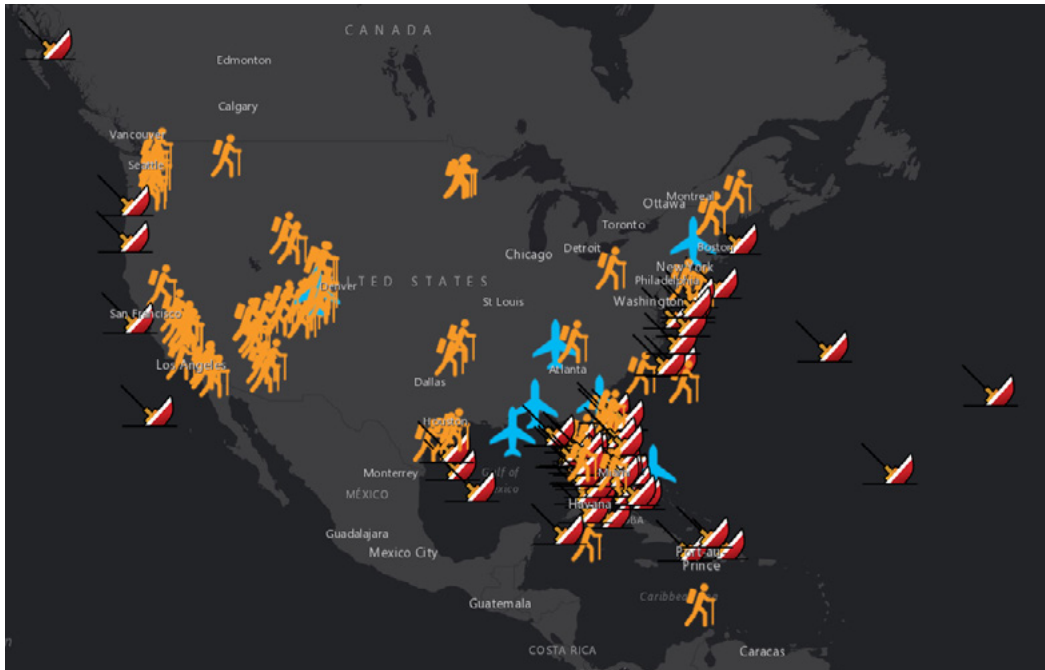 CANADA
Edmonton
Calgary
Vancouver
Seattle
Ottawa
Montreal
Toronto
Boston
Chicago
Detroit
New York
Philadelphia
UNITED STATES
Denver
St Louis
Washington
San Francisco
Los Angeles
Atlanta
Dallas
Houston
Monterrey
Gulf of
Mexico
Miami
MÉXICO
Havana
CUBA
Guadalajara
Mexico City
Port-au-
Prince
Guatemala
Caribbean Sea
COSTA RICA
Caracas